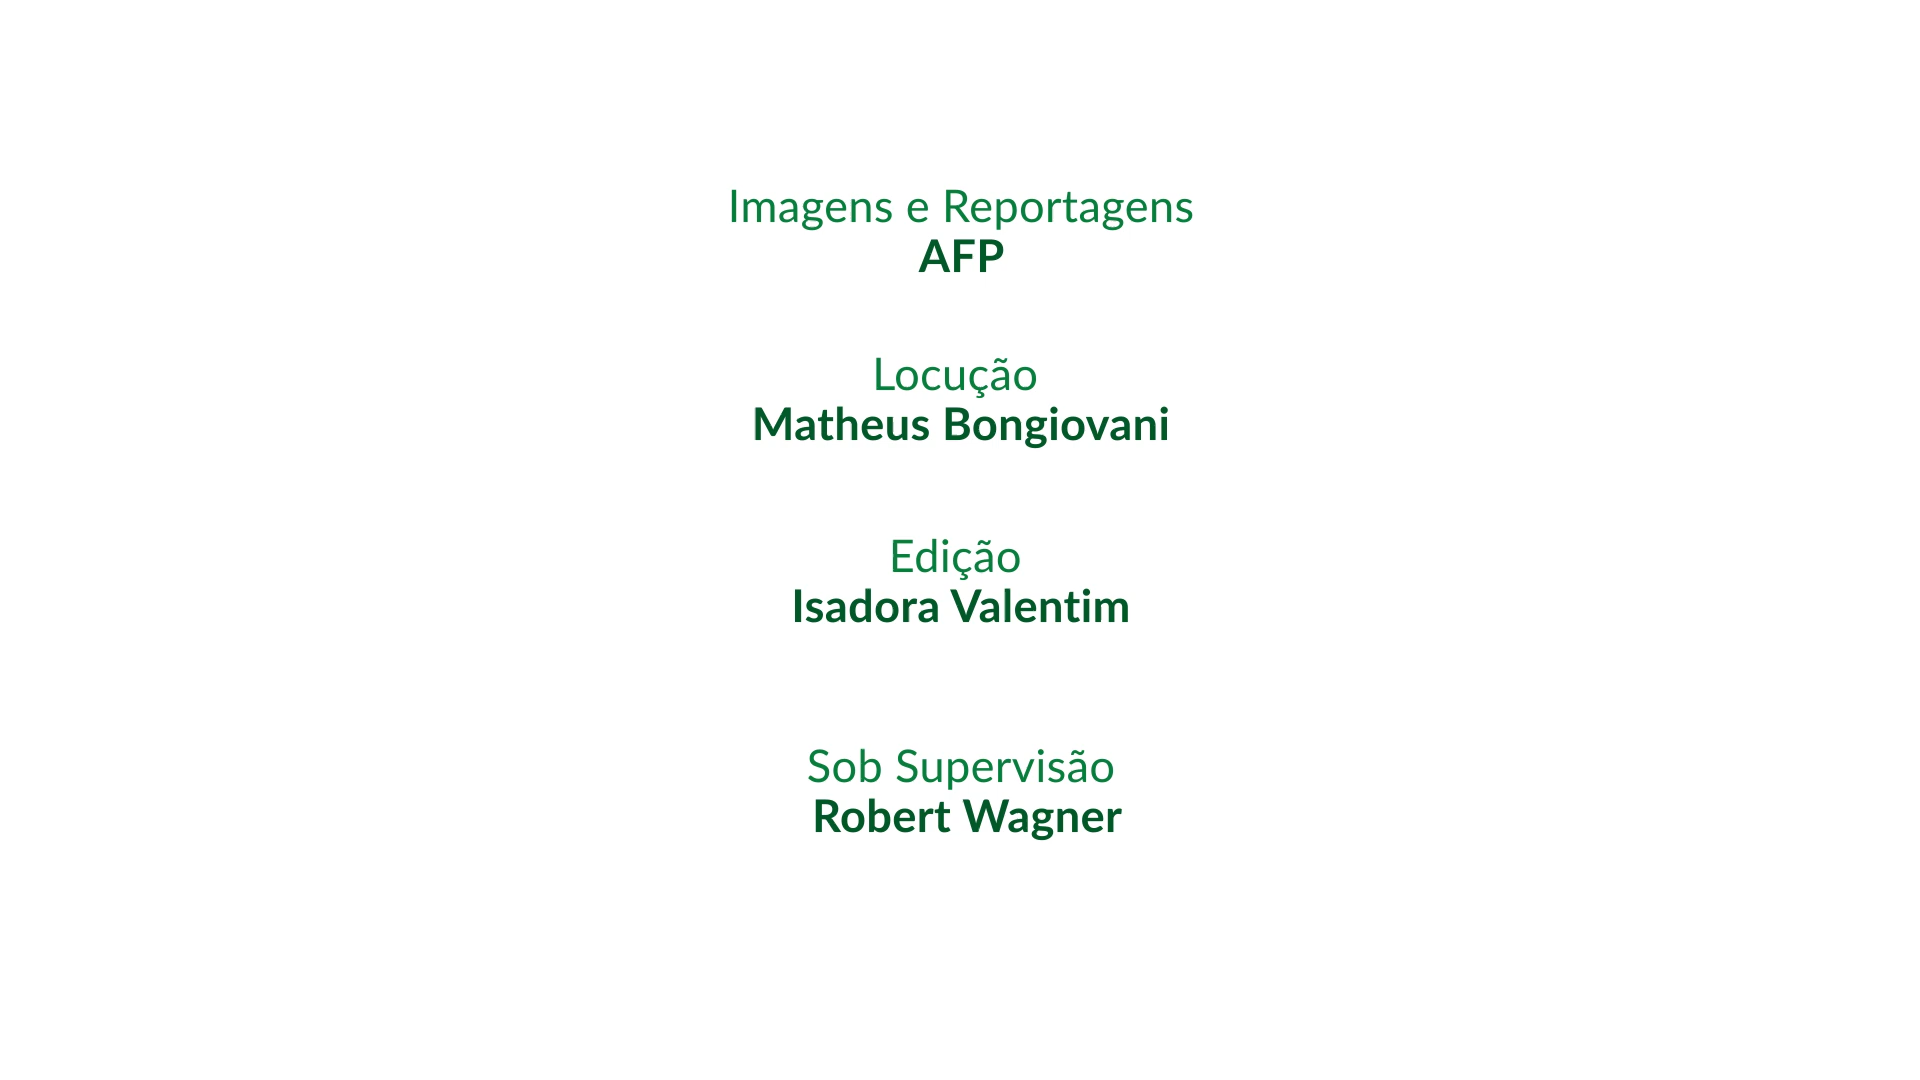 Imagens e Reportagens
AFP
Locução
Matheus Bongiovani
Edição
Isadora Valentim
Sob Supervisão
Robert Wagner